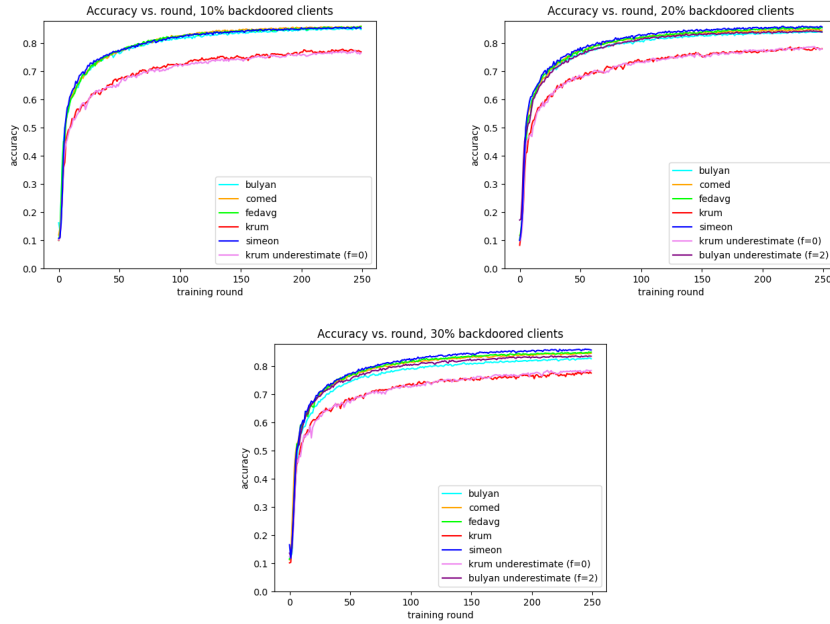 Accuracy vs. round, 10% backdoored clients
0.8
0.7
0.6
0.5
0.4
0.3
0.2
0.1
0.0
accuracy
bulyan
comed
fedavg
krum
simeon
krum underestimate (f=0)
0
50
100
150
200
250
training round
Accuracy vs. round, 20% backdoored clients
0.8
0.7
0.6
0.5
0.4
0.3
0.2
0.1
0.0
accuracy
bulyan
comed
fedavg
krum
simeon
krum underestimate (f=0)
bulyan underestimate (f=2)
0
50
100
150
200
250
training round
Accuracy vs. round, 30% backdoored clients
0.8
0.7
0.6
0.5
0.4
0.3
0.2
0.1
0.0
accuracy
bulyan
comed
fedavg
krum
simeon
krum underestimate (f=0)
bulyan underestimate (f=2)
0
50
100
150
200
250
training round